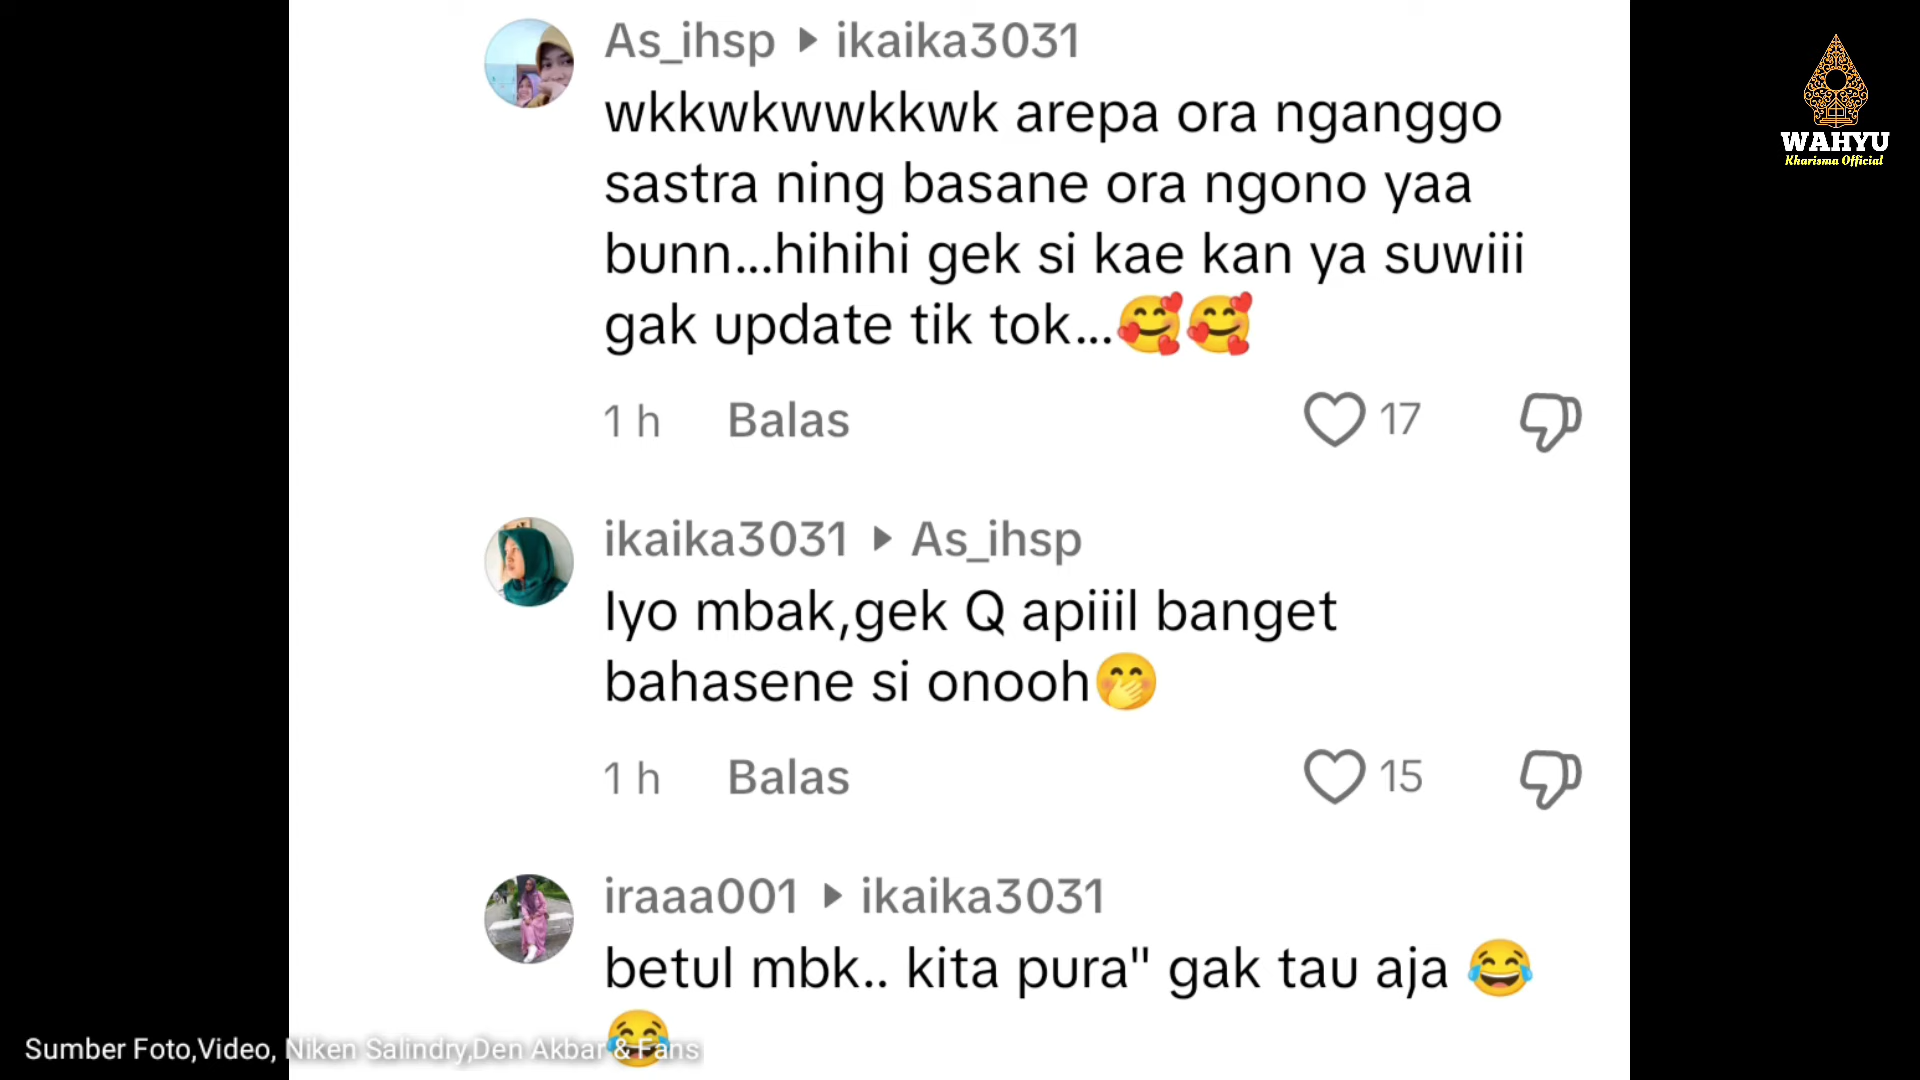 As_ihsp ▸ ikaika3031
wkkwkwwkkwk arepa ora nganggo
sastra ning basane ora ngono yaa
bunn...hihihi gek si kae kan ya suwiii
gak update tik tok...🥰🥰
1 h Balas 17
ikaika3031 ▸ As_ihsp
Iyo mbak,gek Q apiiil banget
bahasene si onooh🤭
1 h Balas 15
iraaa001 ▸ ikaika3031
betul mbk.. kita pura" gak tau aja 😂
😂
Sumber Foto,Video, Niken Salindry,Den Akbar & Fans
WAHYU
Kharisma Official